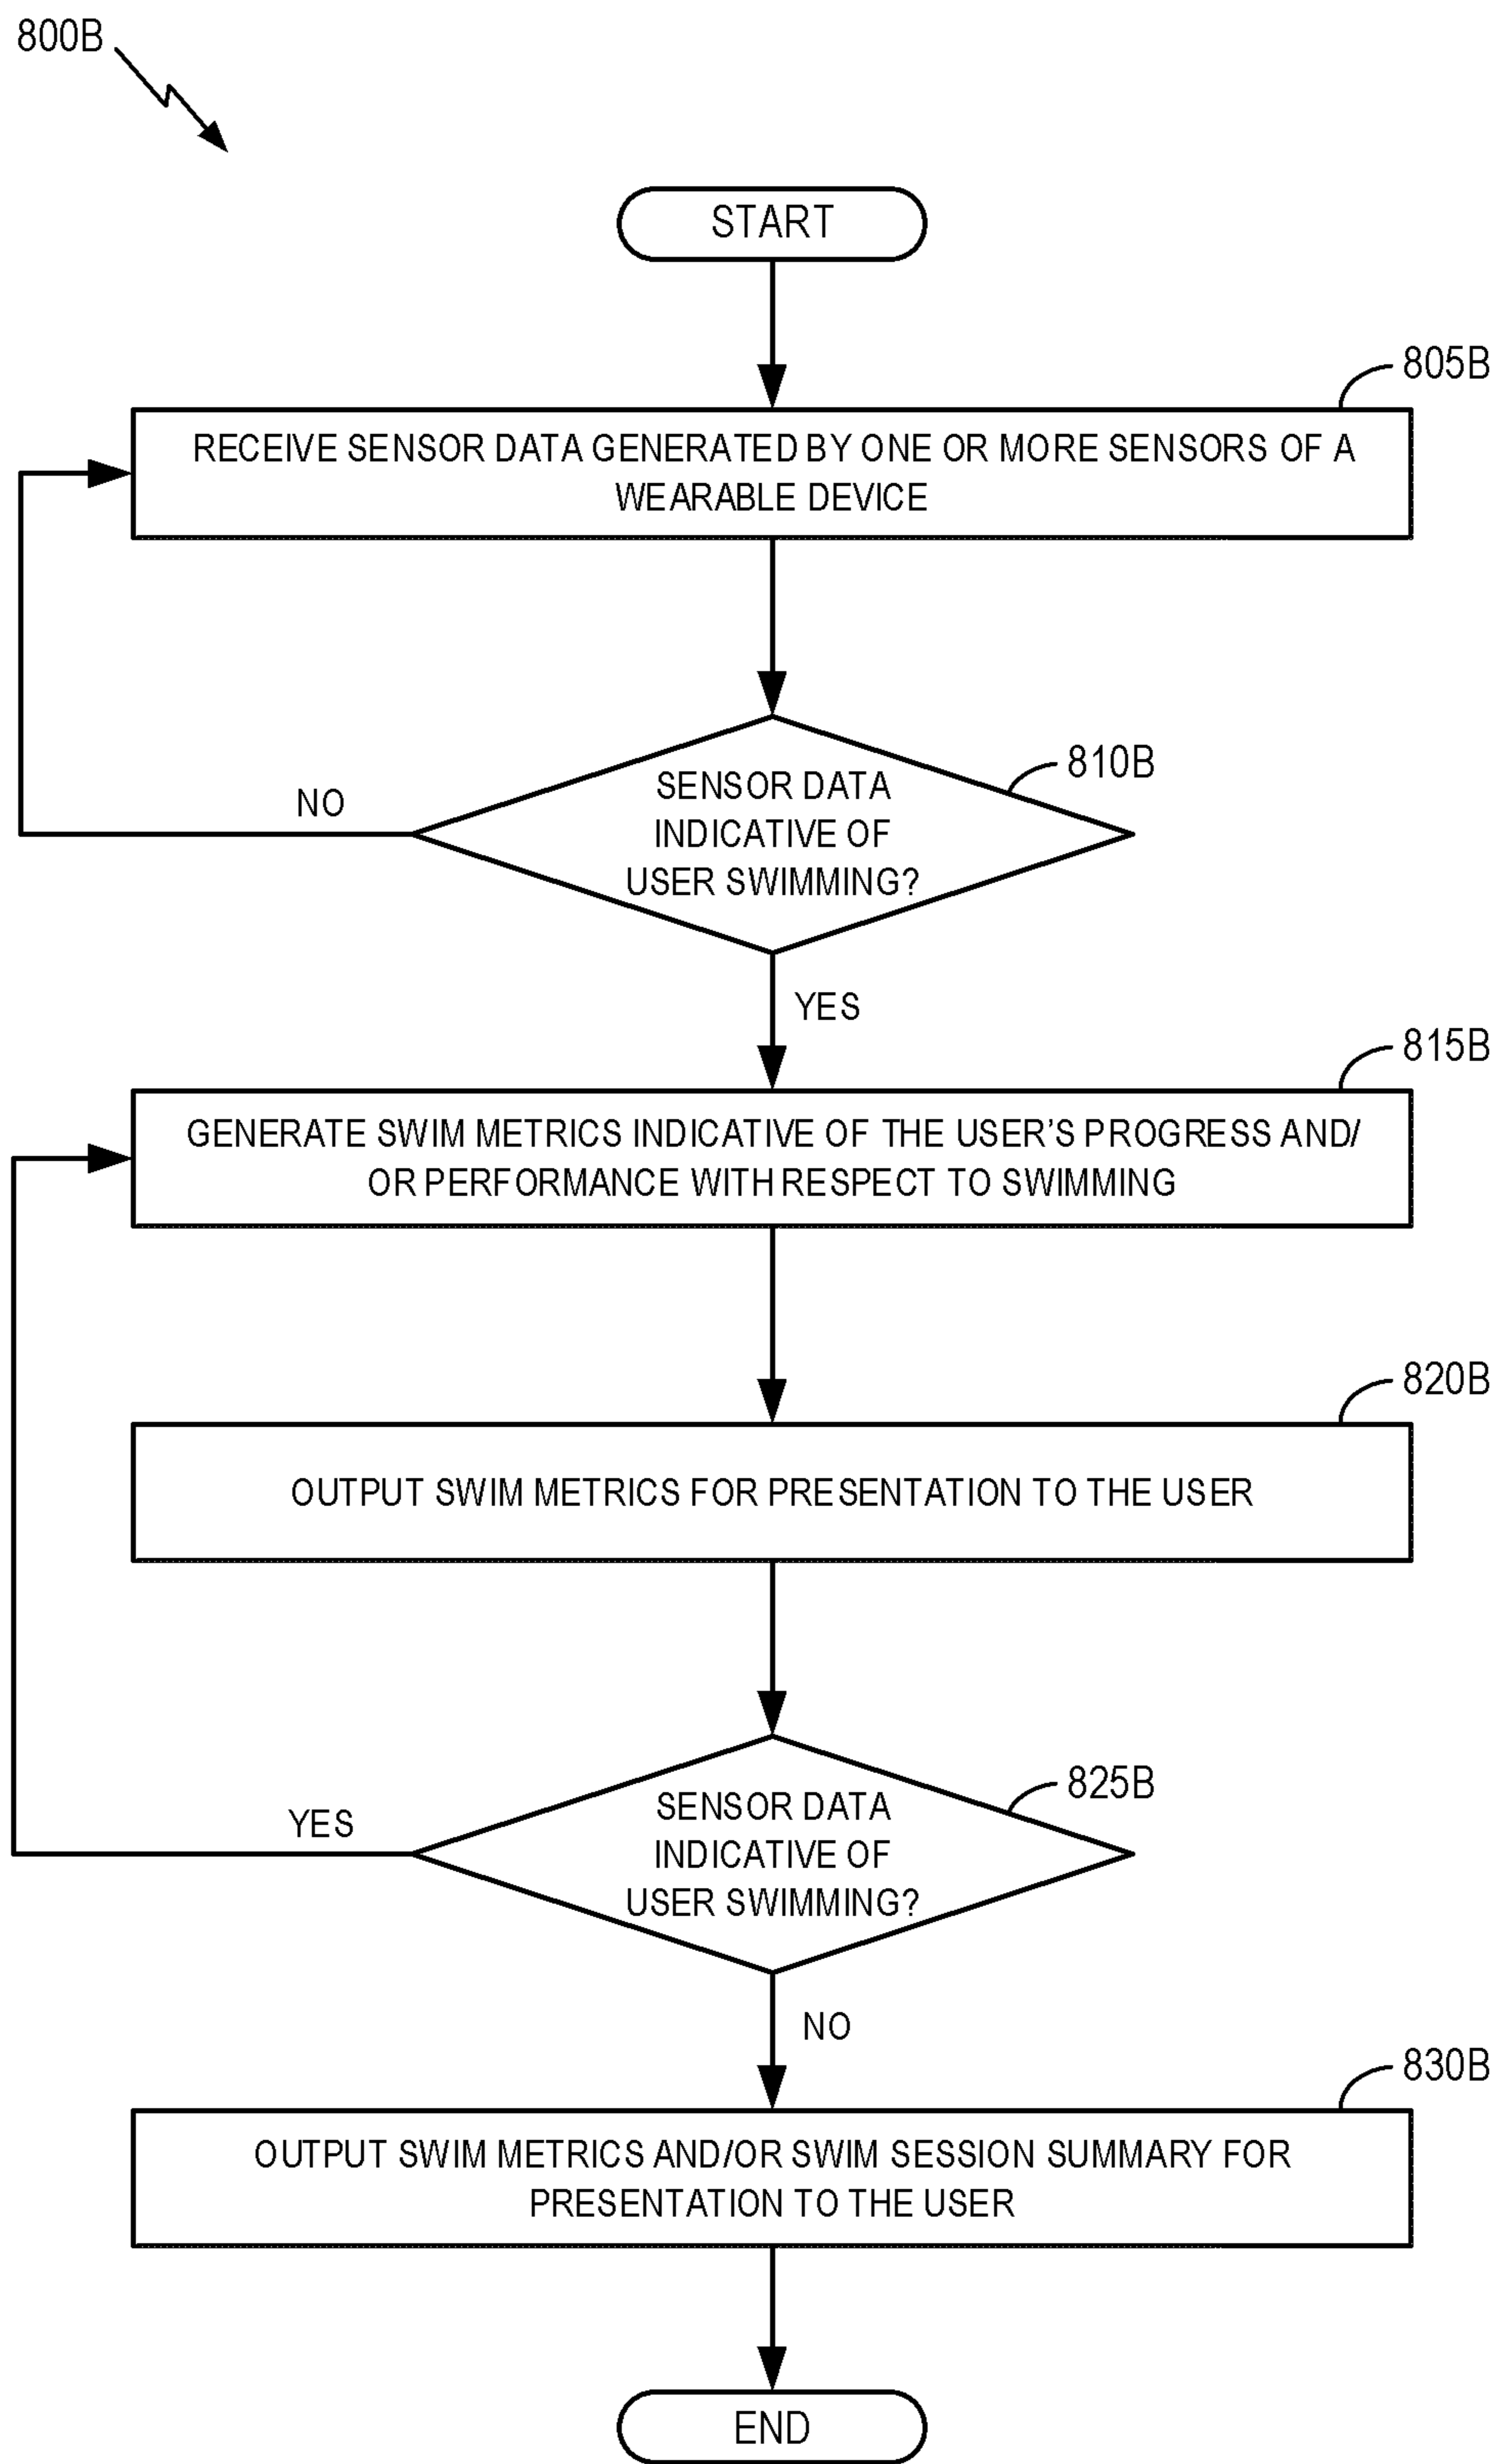 800B
START
805B
RECEIVE SENSOR DATA GENERATED BY ONE OR MORE SENSORS OF A
WEARABLE DEVICE
810B
SENSOR DATA
INDICATIVE OF
USER SWIMMING?
NO
YES
815B
GENERATE SWIM METRICS INDICATIVE OF THE USER’S PROGRESS AND/
OR PERFORMANCE WITH RESPECT TO SWIMMING
820B
OUTPUT SWIM METRICS FOR PRESENTATION TO THE USER
825B
SENSOR DATA
INDICATIVE OF
USER SWIMMING?
YES
NO
830B
OUTPUT SWIM METRICS AND/OR SWIM SESSION SUMMARY FOR
PRESENTATION TO THE USER
END